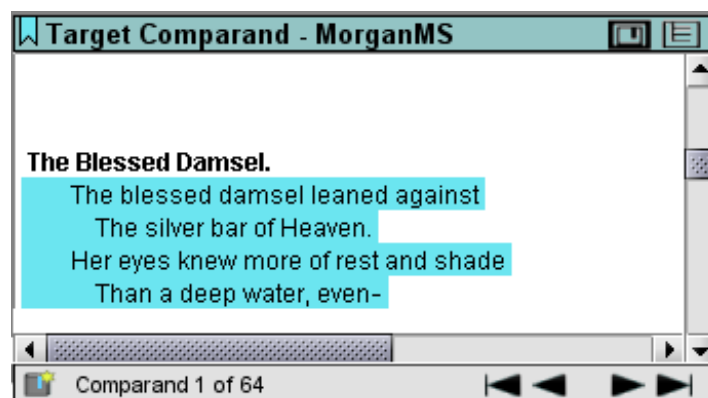 Target Comparand - MorganMS
The Blessed Damsel.
The blessed damsel leaned against
The silver bar of Heaven.
Her eyes knew more of rest and shade
Than a deep water, even-
Comparand 1 of 64